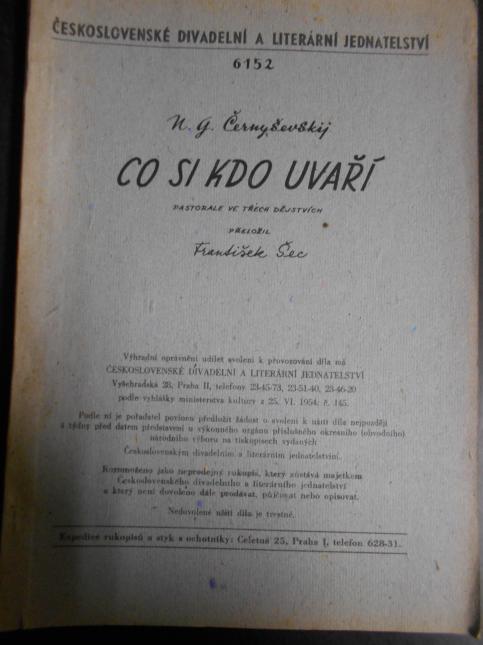 ČESKOSLOVENSKÉ DIVADELNÍ A LITERÁRNÍ JEDNATELSTVÍ
6152
N. G. Černyševskij
CO SI KDO UVAŘÍ
PASTORALE VE TŘECH DĚJSTVÍCH
PŘELOŽIL
František Šec
Výhradní oprávnění udílet svolení k provozování díla má
ČESKOSLOVENSKÉ DIVADELNÍ A LITERÁRNÍ JEDNATELSTVÍ
Vyšehradská 28, Praha II, telefony 23-45-73, 23-51-40, 23-46-20
podle vyhlášky ministerstva kultury z 25. VI. 1954, č. 145.
Podle ní je pořadatel povinen předložit žádost o svolení k užití díla nejpozději
4 týdny před datem představení u výkonného orgánu příslušného okresního (obvodního)
národního výboru na tiskopisech vydaných
Československým divadelním a literárním jednatelstvím.
Rozmnoženo jako neprodejný rukopis, který zůstává majetkem
Československého divadelního a literárního jednatelství
a který není dovoleno dále prodávat, půjčovat nebo opisovat.
Nedovolené užití díla je trestné.
Expedice rukopisů a styk s ochotníky: Celetná 25, Praha I, telefon 628-31.